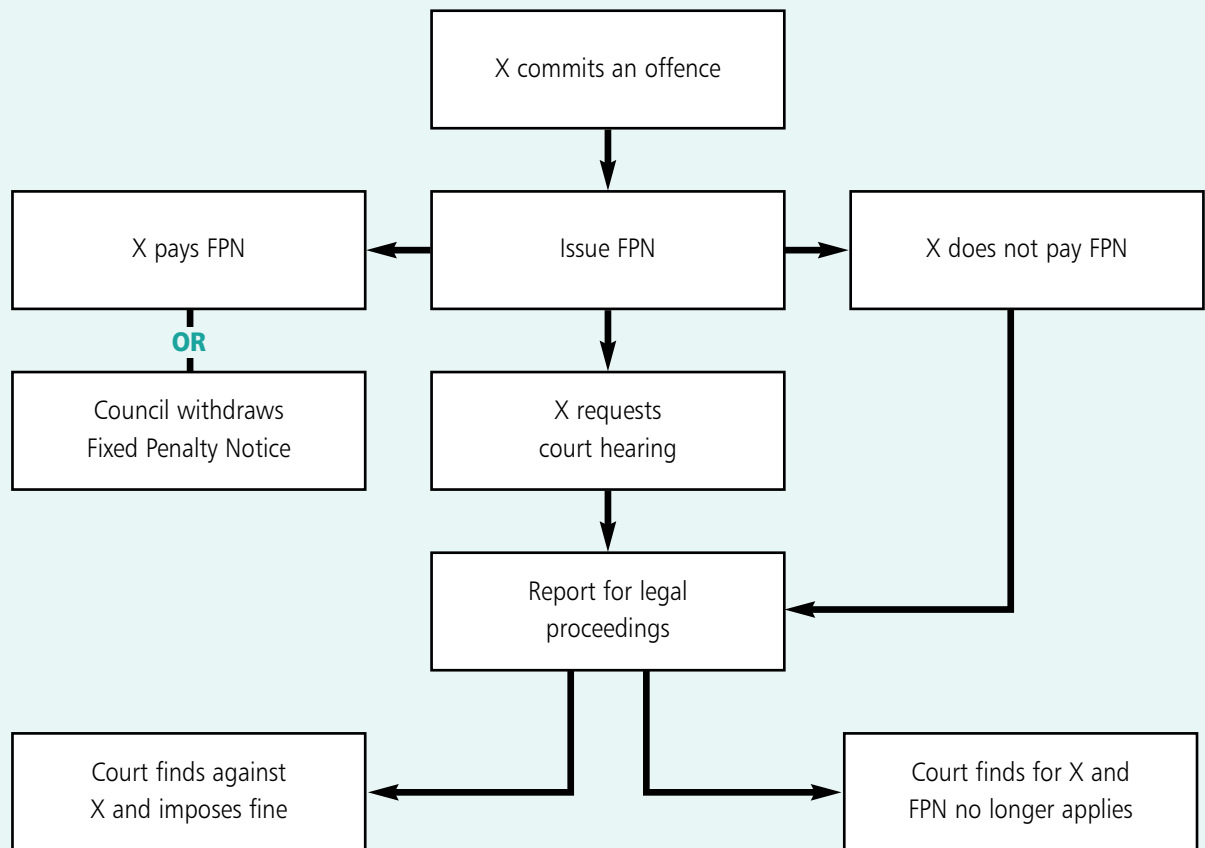 X commits an offence
X pays FPN
Issue FPN
X does not pay FPN
OR
Council withdraws
Fixed Penalty Notice
X requests
court hearing
Report for legal
proceedings
Court finds against
X and imposes fine
Court finds for X and
FPN no longer applies